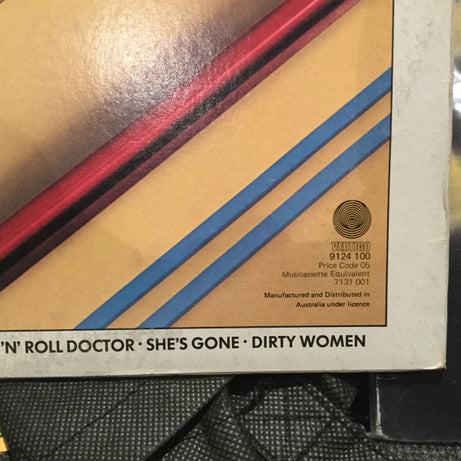 VERTIGO
9124 100
Price Code 05
Musicassette Equivalent
7131 001
Manufactured and Distributed in
Australia under licence
'N' ROLL DOCTOR · SHE'S GONE · DIRTY WOMEN